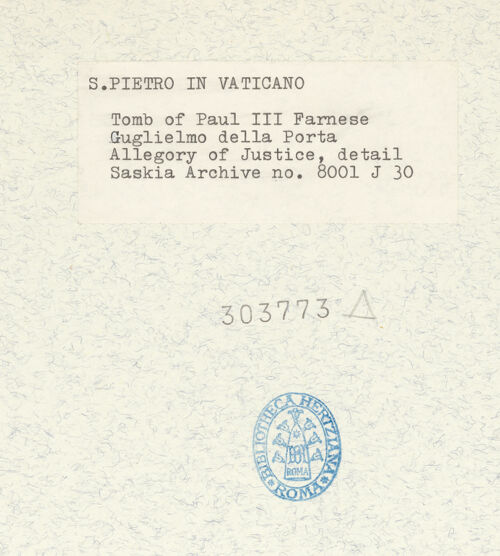 S.PIETRO IN VATICANO
Tomb of Paul III Farnese
Guglielmo della Porta
Allegory of Justice, detail
Saskia Archive no. 8001 J 30
303773 △
BIBLIOTHECA HERTZIANA
ROMA
* ROMA *